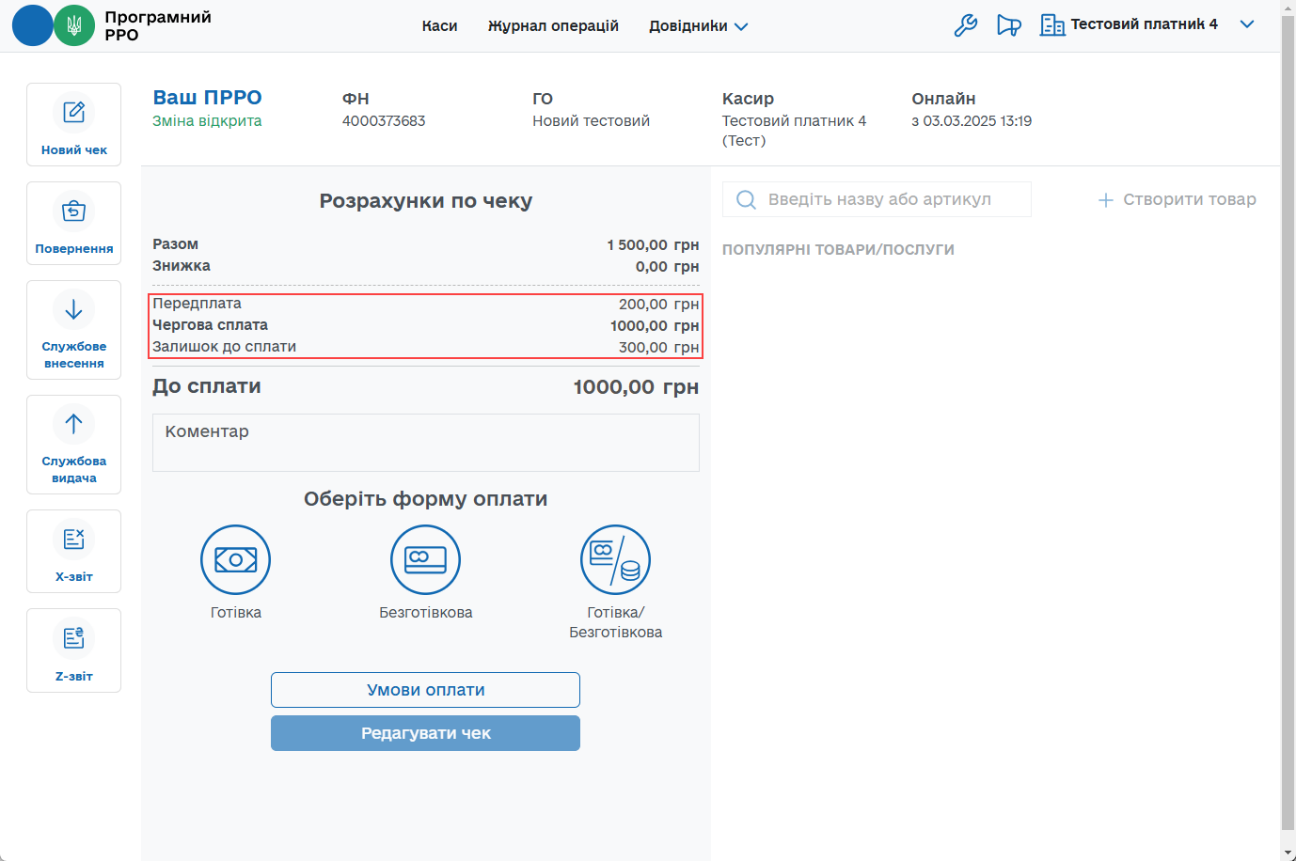 Програмний
РРО
Каси
Журнал операцій
Довідники
Тестовий платник 4
Новий чек
Повернення
Службове
внесення
Службова
видача
X-звіт
Z-звіт
Ваш ПРРО
Зміна відкрита
ФН
4000373683
ГО
Новий тестовий
Касир
Тестовий платник 4
(Тест)
Онлайн
з 03.03.2025 13:19
Розрахунки по чеку
Разом 1 500,00 грн
Знижка 0,00 грн
Передплата 200,00 грн
Чергова сплата 1000,00 грн
Залишок до сплати 300,00 грн
До сплати 1000,00 грн
Коментар
Оберіть форму оплати
Готівка
Безготівкова
Готівка/
Безготівкова
Умови оплати
Редагувати чек
Введіть назву або артикул
Створити товар
ПОПУЛЯРНІ ТОВАРИ/ПОСЛУГИ